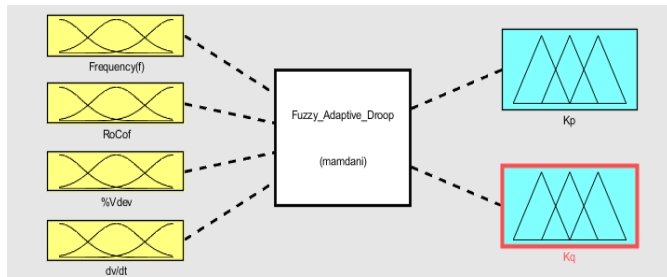 Frequency(f)
RoCof
%Vdev
dv/dt
Fuzzy_Adaptive_Droop
(mamdani)
Kp
Kq